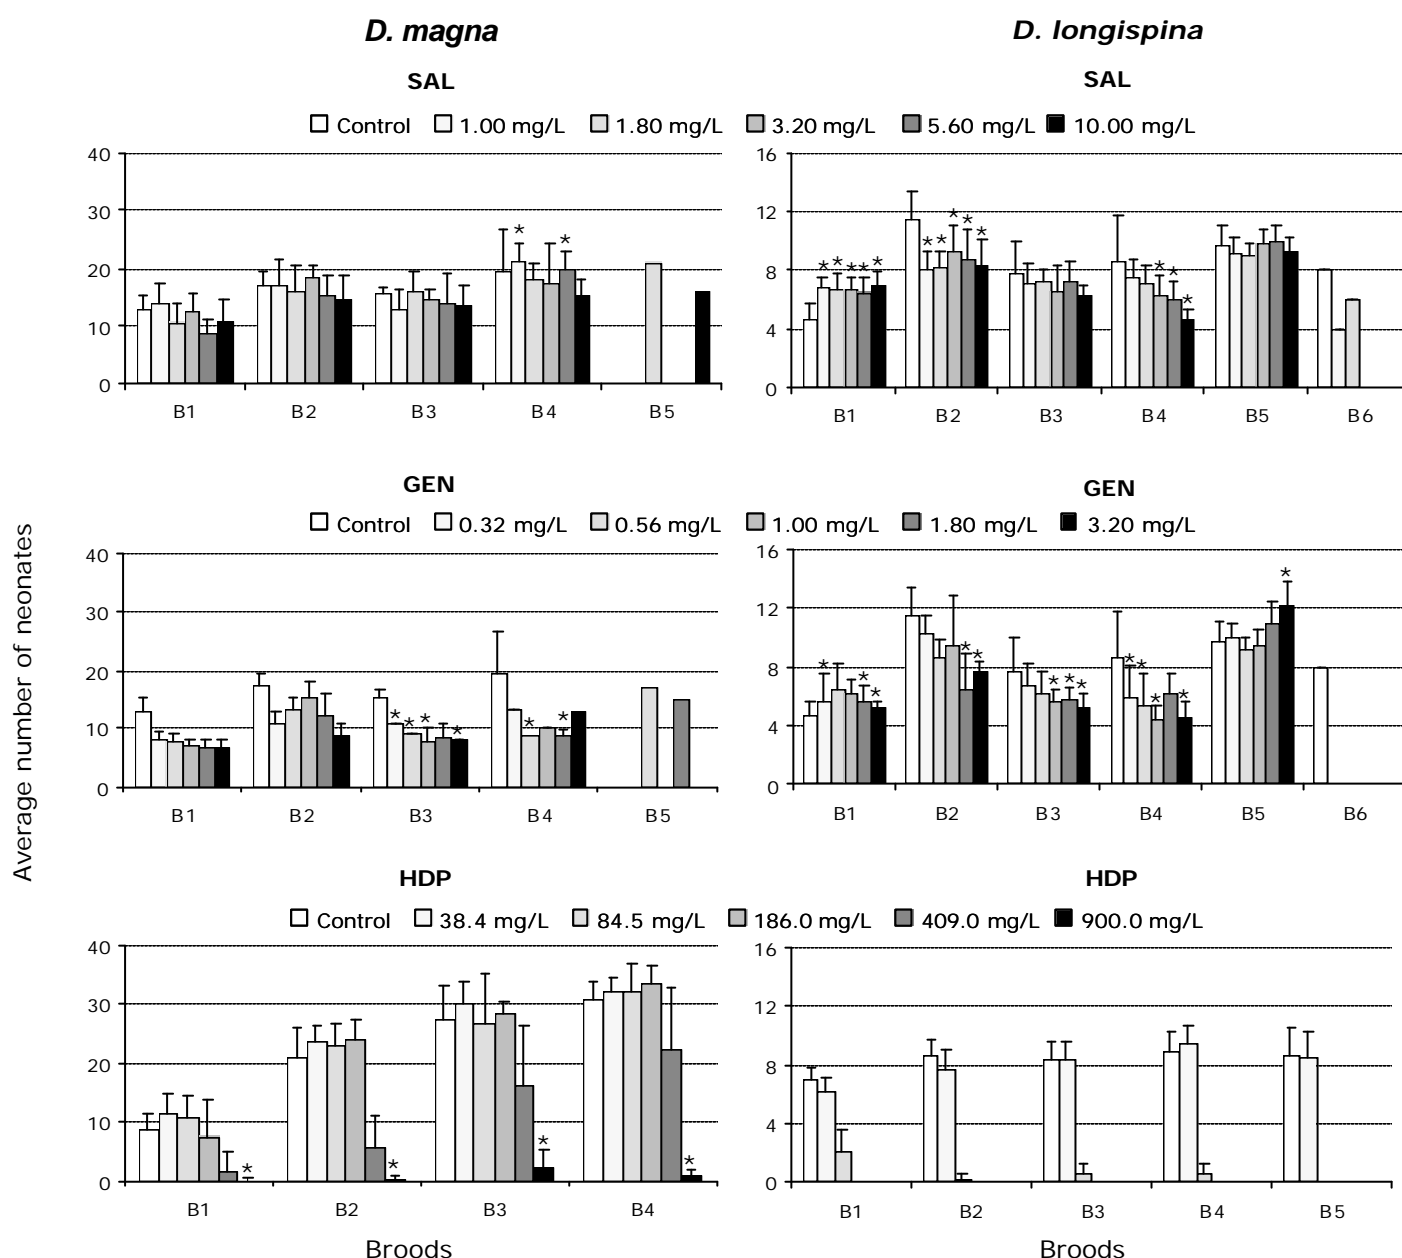 D. magna D. longispina
SAL SAL
Control 1.00 mg/L 1.80 mg/L 3.20 mg/L 5.60 mg/L 10.00 mg/L
40 16
30 12
20 8
10 4
0 0
* * * * * * * * * * * * * * * 
B1 B2 B3 B4 B5 B1 B2 B3 B4 B5 B6
GEN GEN
Control 0.32 mg/L 0.56 mg/L 1.00 mg/L 1.80 mg/L 3.20 mg/L
Average number of neonates
40 16
30 12
20 8
10 4
0 0
* * * * * * * * * * * * * * * * * * *
B1 B2 B3 B4 B5 B1 B2 B3 B4 B5 B6
HDP HDP
Control 38.4 mg/L 84.5 mg/L 186.0 mg/L 409.0 mg/L 900.0 mg/L
40 16
30 12
20 8
10 4
0 0
* * * *
B1 B2 B3 B4 B1 B2 B3 B4 B5
Broods Broods